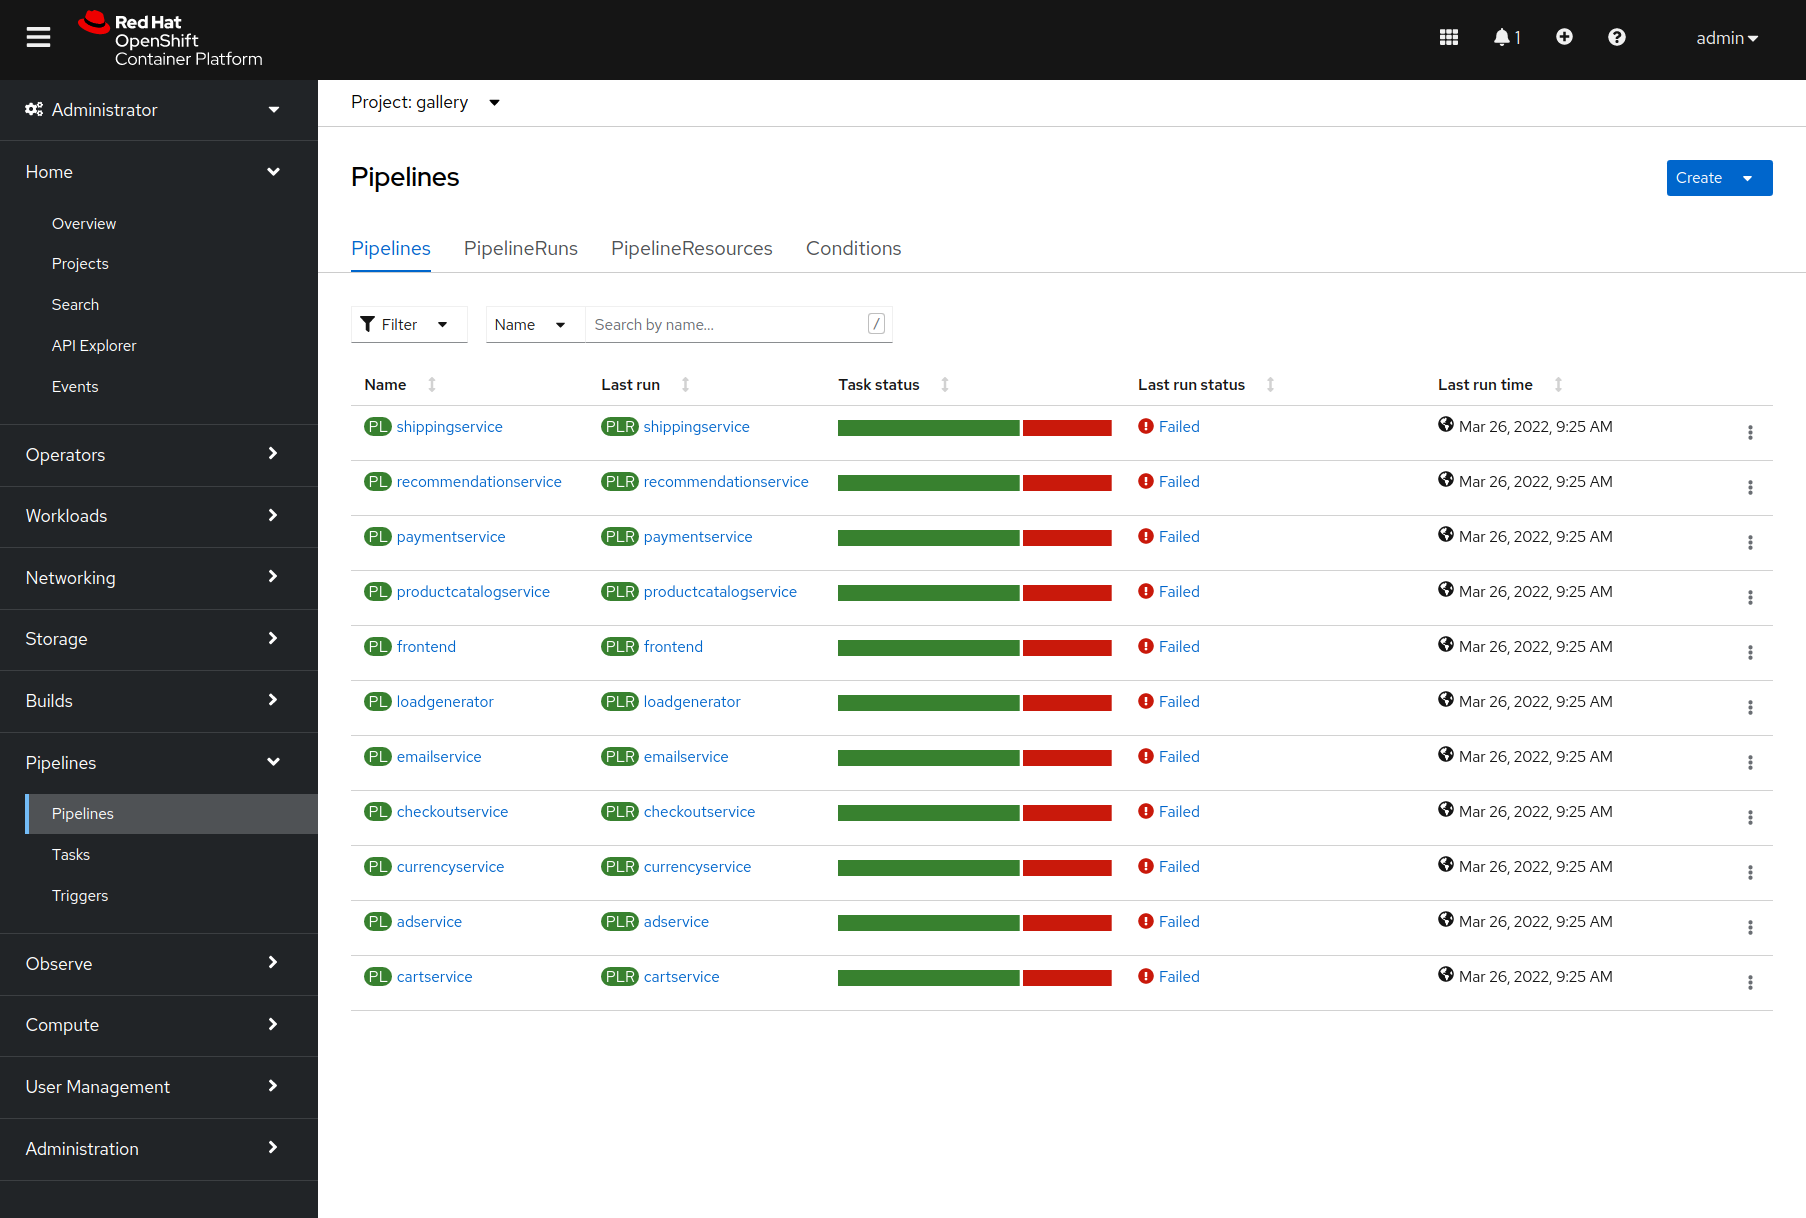 Red Hat
OpenShift
Container Platform
1
admin
Administrator
Home
Overview
Projects
Search
API Explorer
Events
Operators
Workloads
Networking
Storage
Builds
Pipelines
Pipelines
Tasks
Triggers
Observe
Compute
User Management
Administration
Project: gallery
Pipelines
Create
Pipelines PipelineRuns PipelineResources Conditions
Filter Name Search by name... /
Name Last run Task status Last run status Last run time
PL shippingservice PLR shippingservice Failed Mar 26, 2022, 9:25 AM
PL recommendationservice PLR recommendationservice Failed Mar 26, 2022, 9:25 AM
PL paymentservice PLR paymentservice Failed Mar 26, 2022, 9:25 AM
PL productcatalogservice PLR productcatalogservice Failed Mar 26, 2022, 9:25 AM
PL frontend PLR frontend Failed Mar 26, 2022, 9:25 AM
PL loadgenerator PLR loadgenerator Failed Mar 26, 2022, 9:25 AM
PL emailservice PLR emailservice Failed Mar 26, 2022, 9:25 AM
PL checkoutservice PLR checkoutservice Failed Mar 26, 2022, 9:25 AM
PL currencyservice PLR currencyservice Failed Mar 26, 2022, 9:25 AM
PL adservice PLR adservice Failed Mar 26, 2022, 9:25 AM
PL cartservice PLR cartservice Failed Mar 26, 2022, 9:25 AM